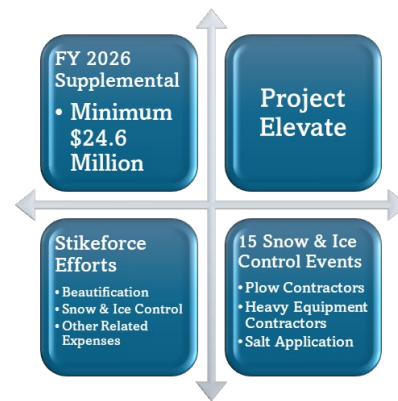 FY 2026
Supplemental
• Minimum
$24.6
Million
Project
Elevate
Stikeforce
Efforts
• Beautification
• Snow & Ice Control
• Other Related
Expenses
15 Snow & Ice
Control Events
• Plow Contractors
• Heavy Equipment
Contractors
• Salt Application